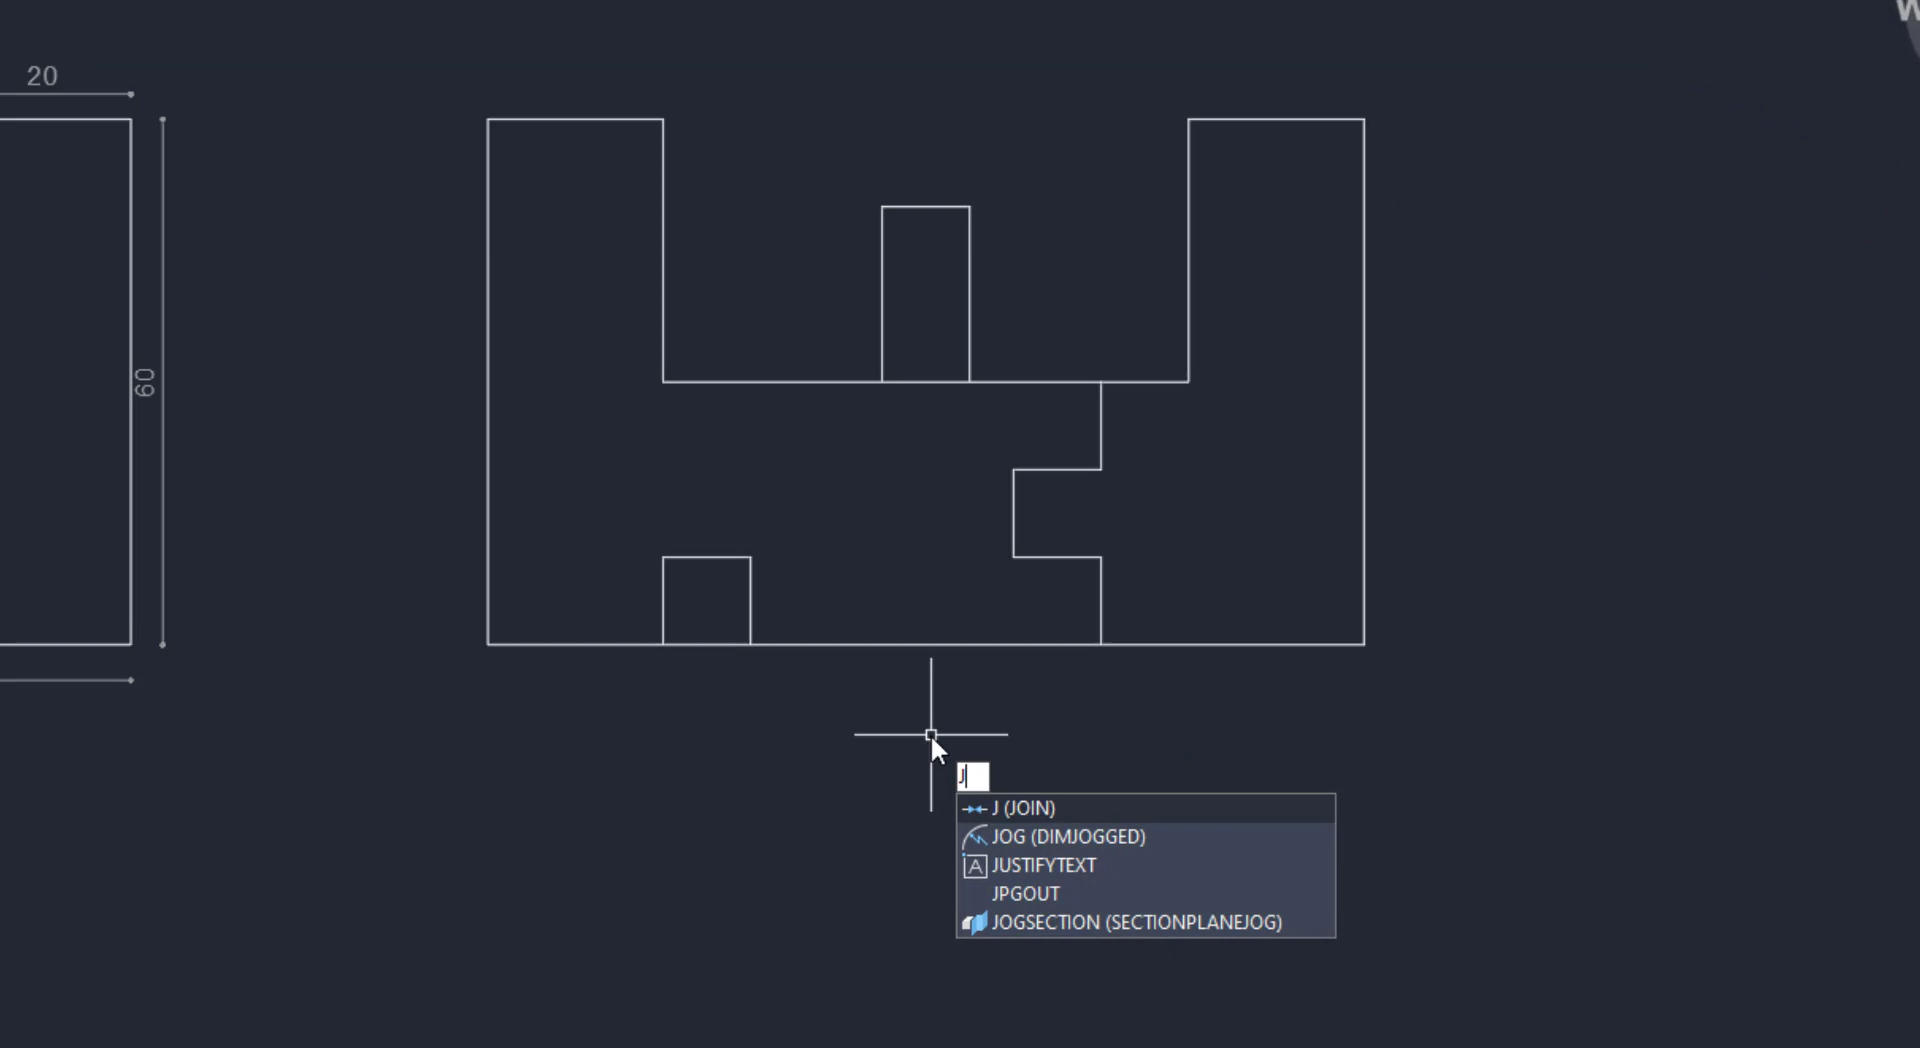 W
20
60
J
J (JOIN)
JOG (DIMJOGGED)
A
JUSTIFYTEXT
JPGOUT
JOGSECTION (SECTIONPLANEJOG)